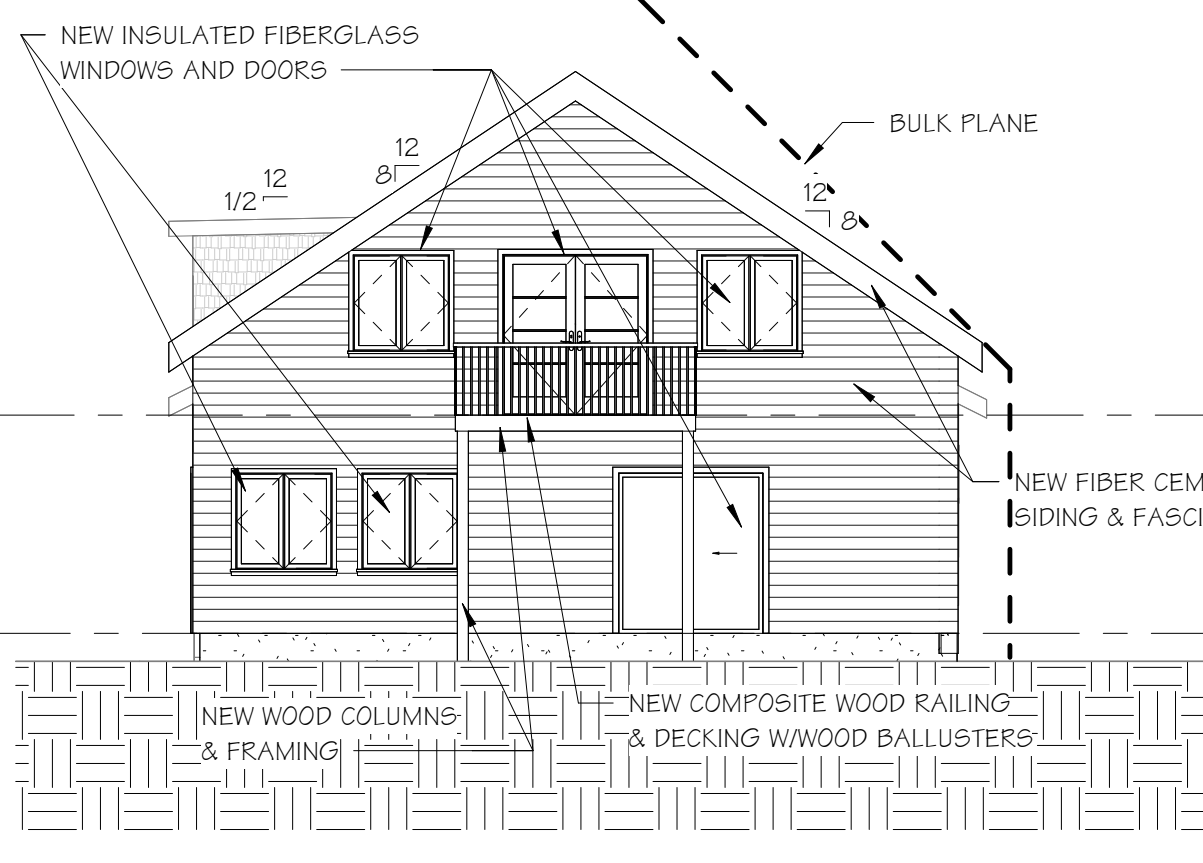 NEW INSULATED FIBERGLASS
WINDOWS AND DOORS
BULK PLANE
12
8
12
1/2
12
8
NEW FIBER CEM
SIDING & FASCI
NEW COMPOSITE WOOD RAILING
& DECKING W/WOOD BALLUSTERS
NEW WOOD COLUMNS
& FRAMING